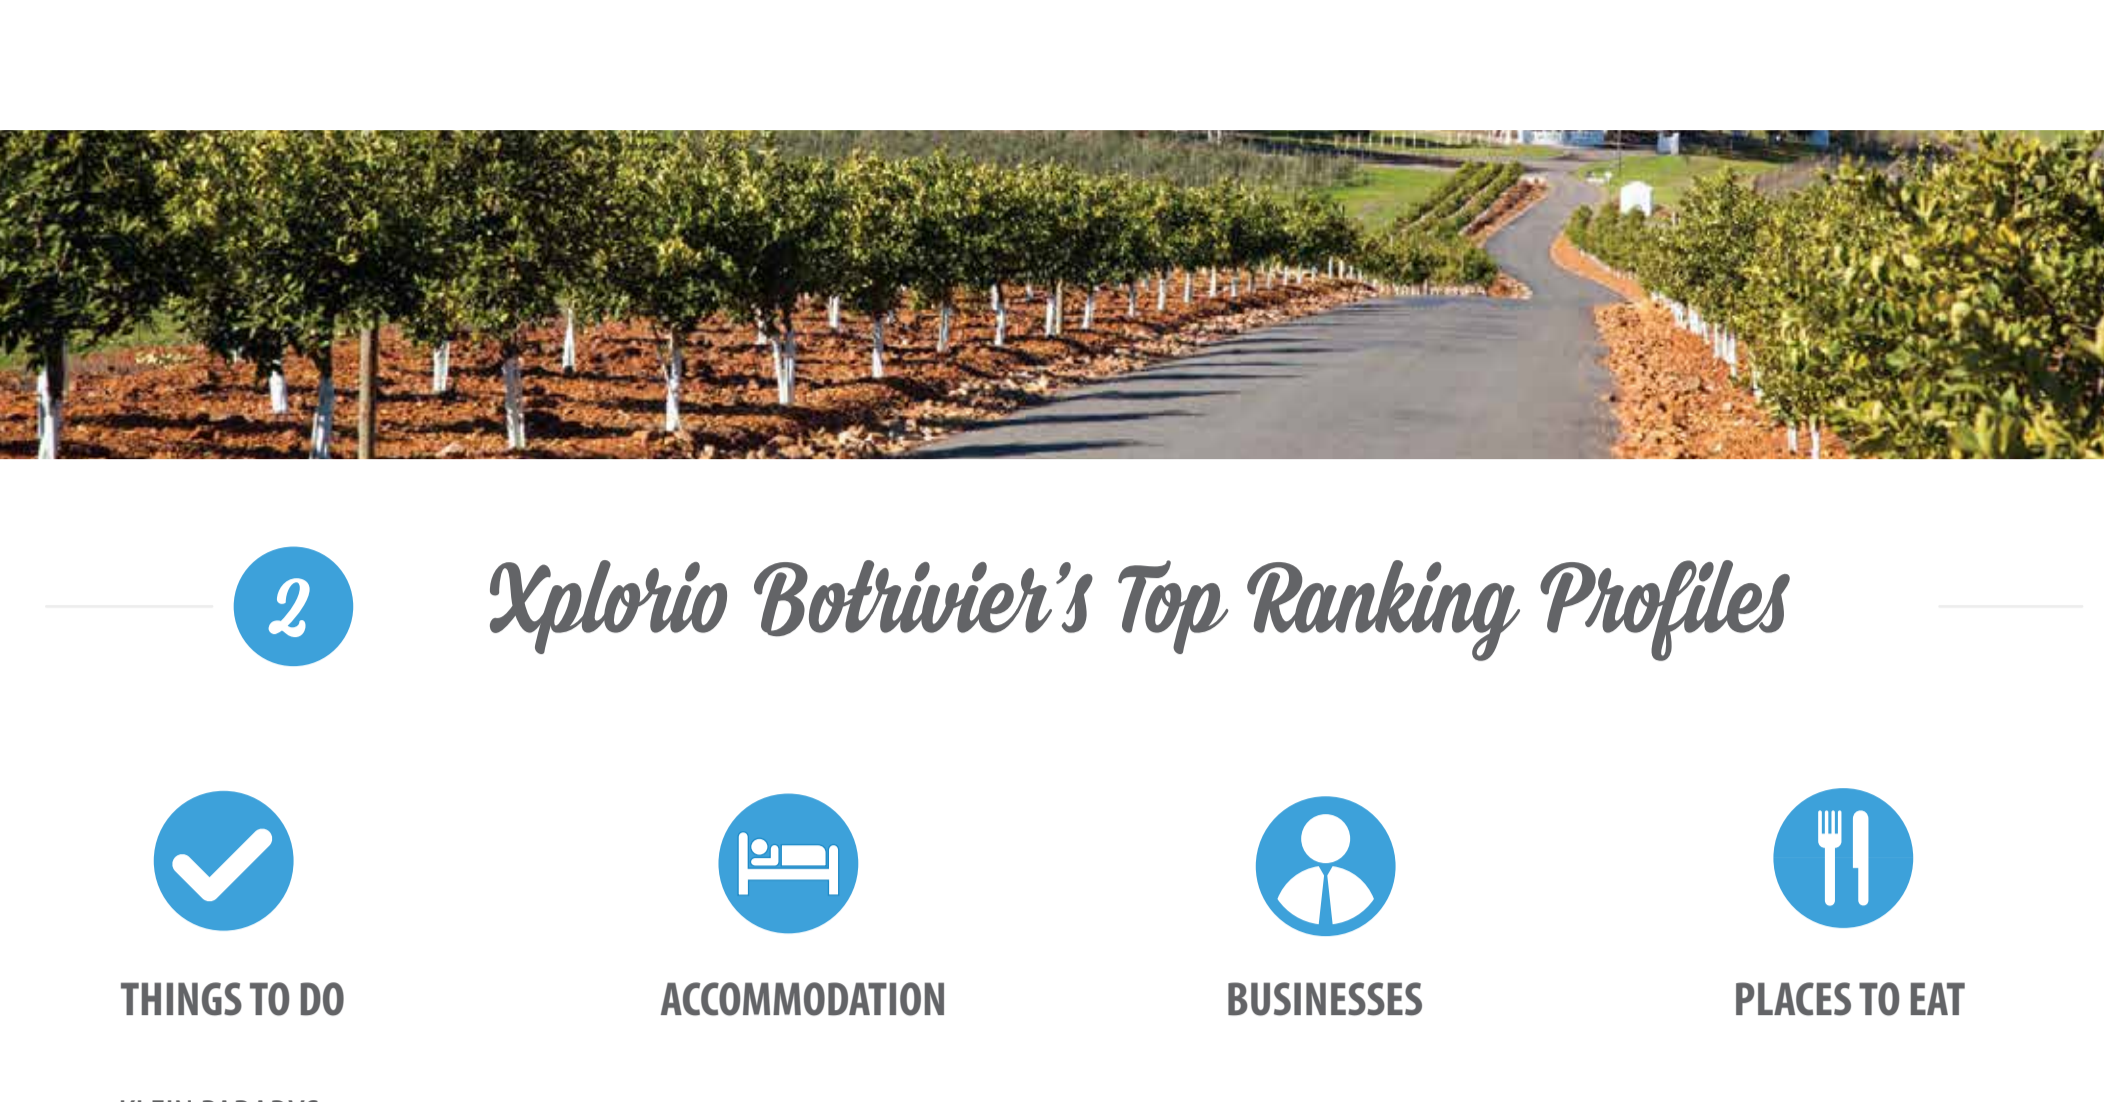 2
Xplorio Botrivier's Top Ranking Profiles
THINGS TO DO
ACCOMMODATION
BUSINESSES
PLACES TO EAT